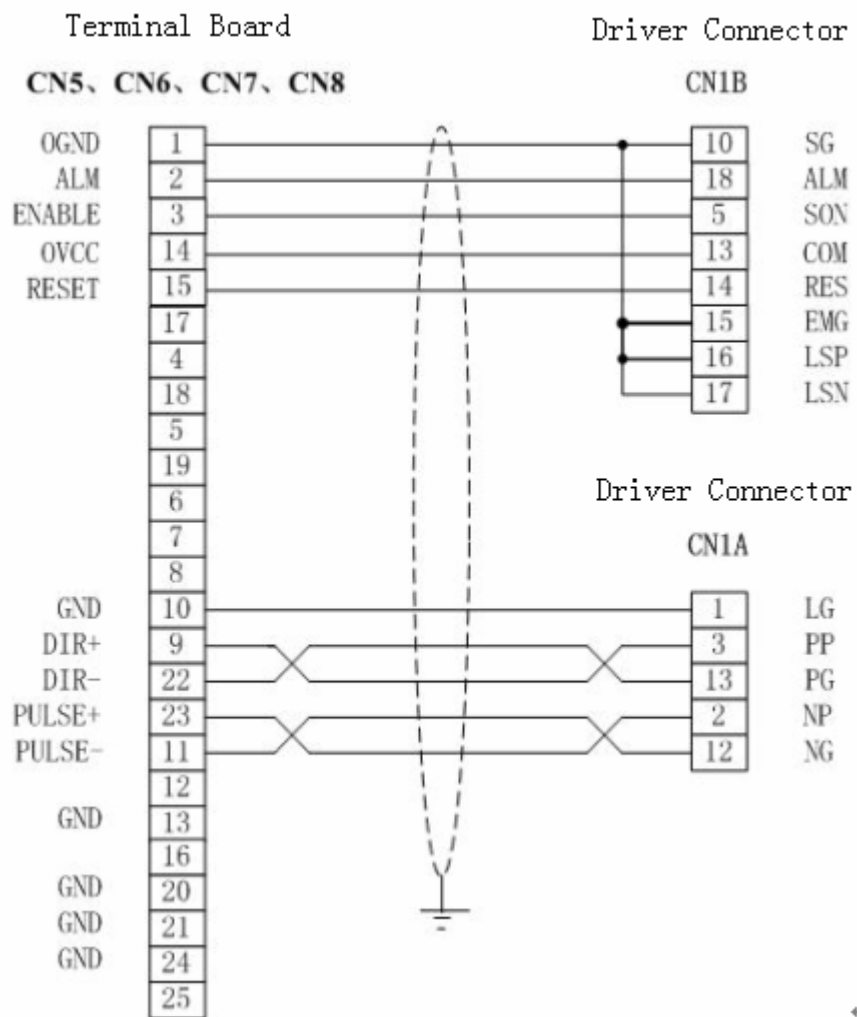 Terminal Board Driver Connector
CN5、CN6、CN7、CN8 CN1B
OGND 1 10 SG
ALM 2 18 ALM
ENABLE 3 5 SON
OVCC 14 13 COM
RESET 15 14 RES
17 15 EMG
4 16 LSP
18 17 LSN
5
19
6 Driver Connector
7 CN1A
8
GND 10 1 LG
DIR+ 9 3 PP
DIR- 22 13 PG
PULSE+ 23 2 NP
PULSE- 11 12 NG
12
GND 13
16
GND 20
GND 21
GND 24
25